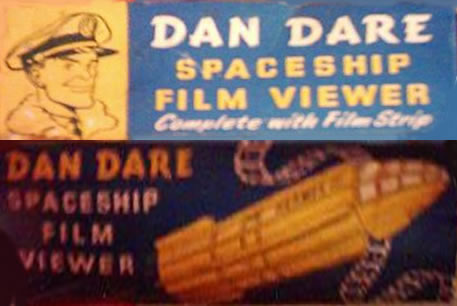 DAN DARE
SPACESHIP
FILM VIEWER
Complete with Film Strip
DAN DARE
SPACESHIP
FILM
VIEWER